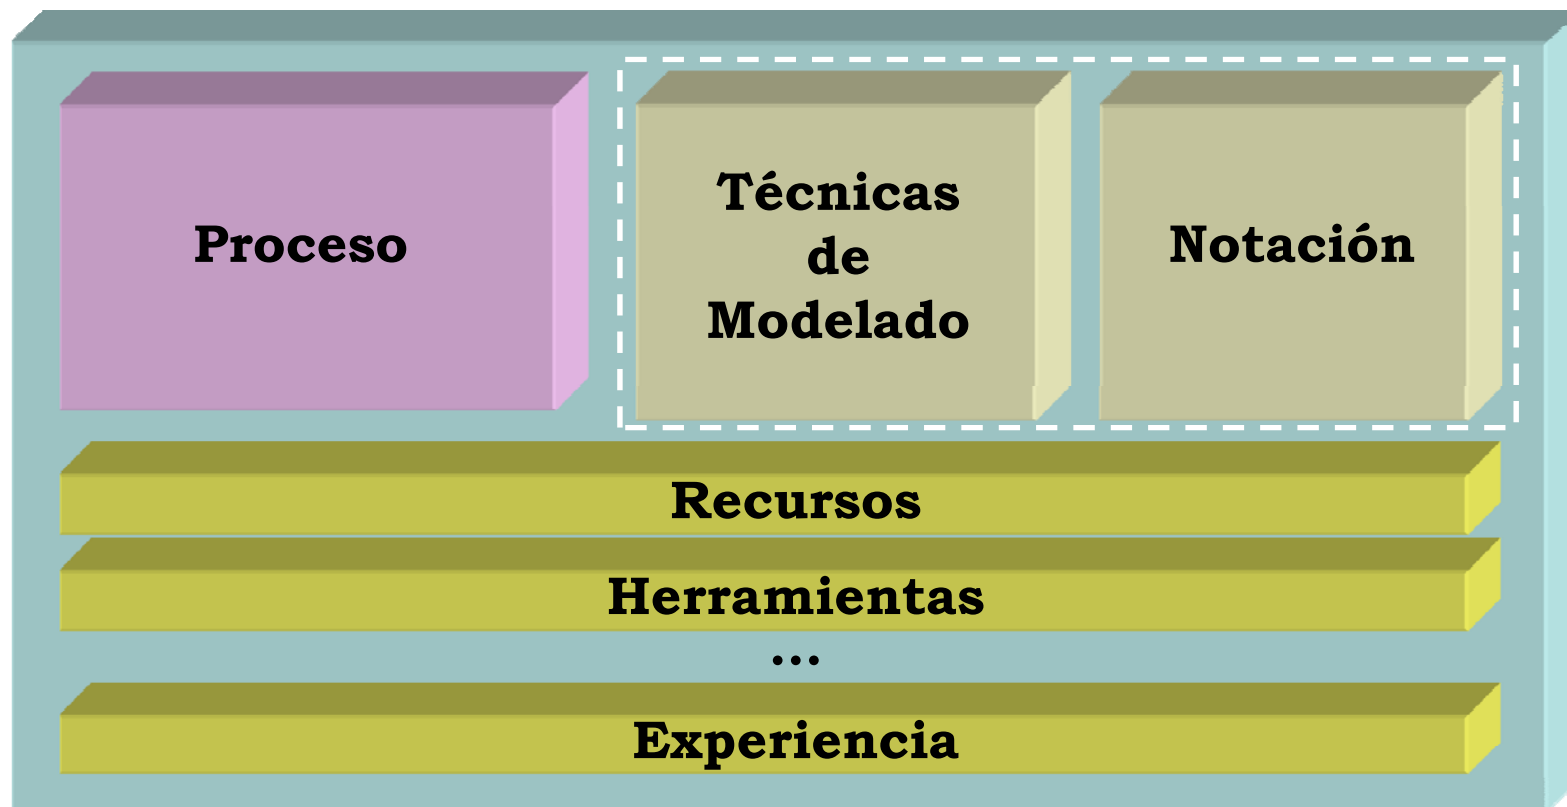 Proceso
Técnicas
de
Modelado
Notación
Recursos
Herramientas
...
Experiencia